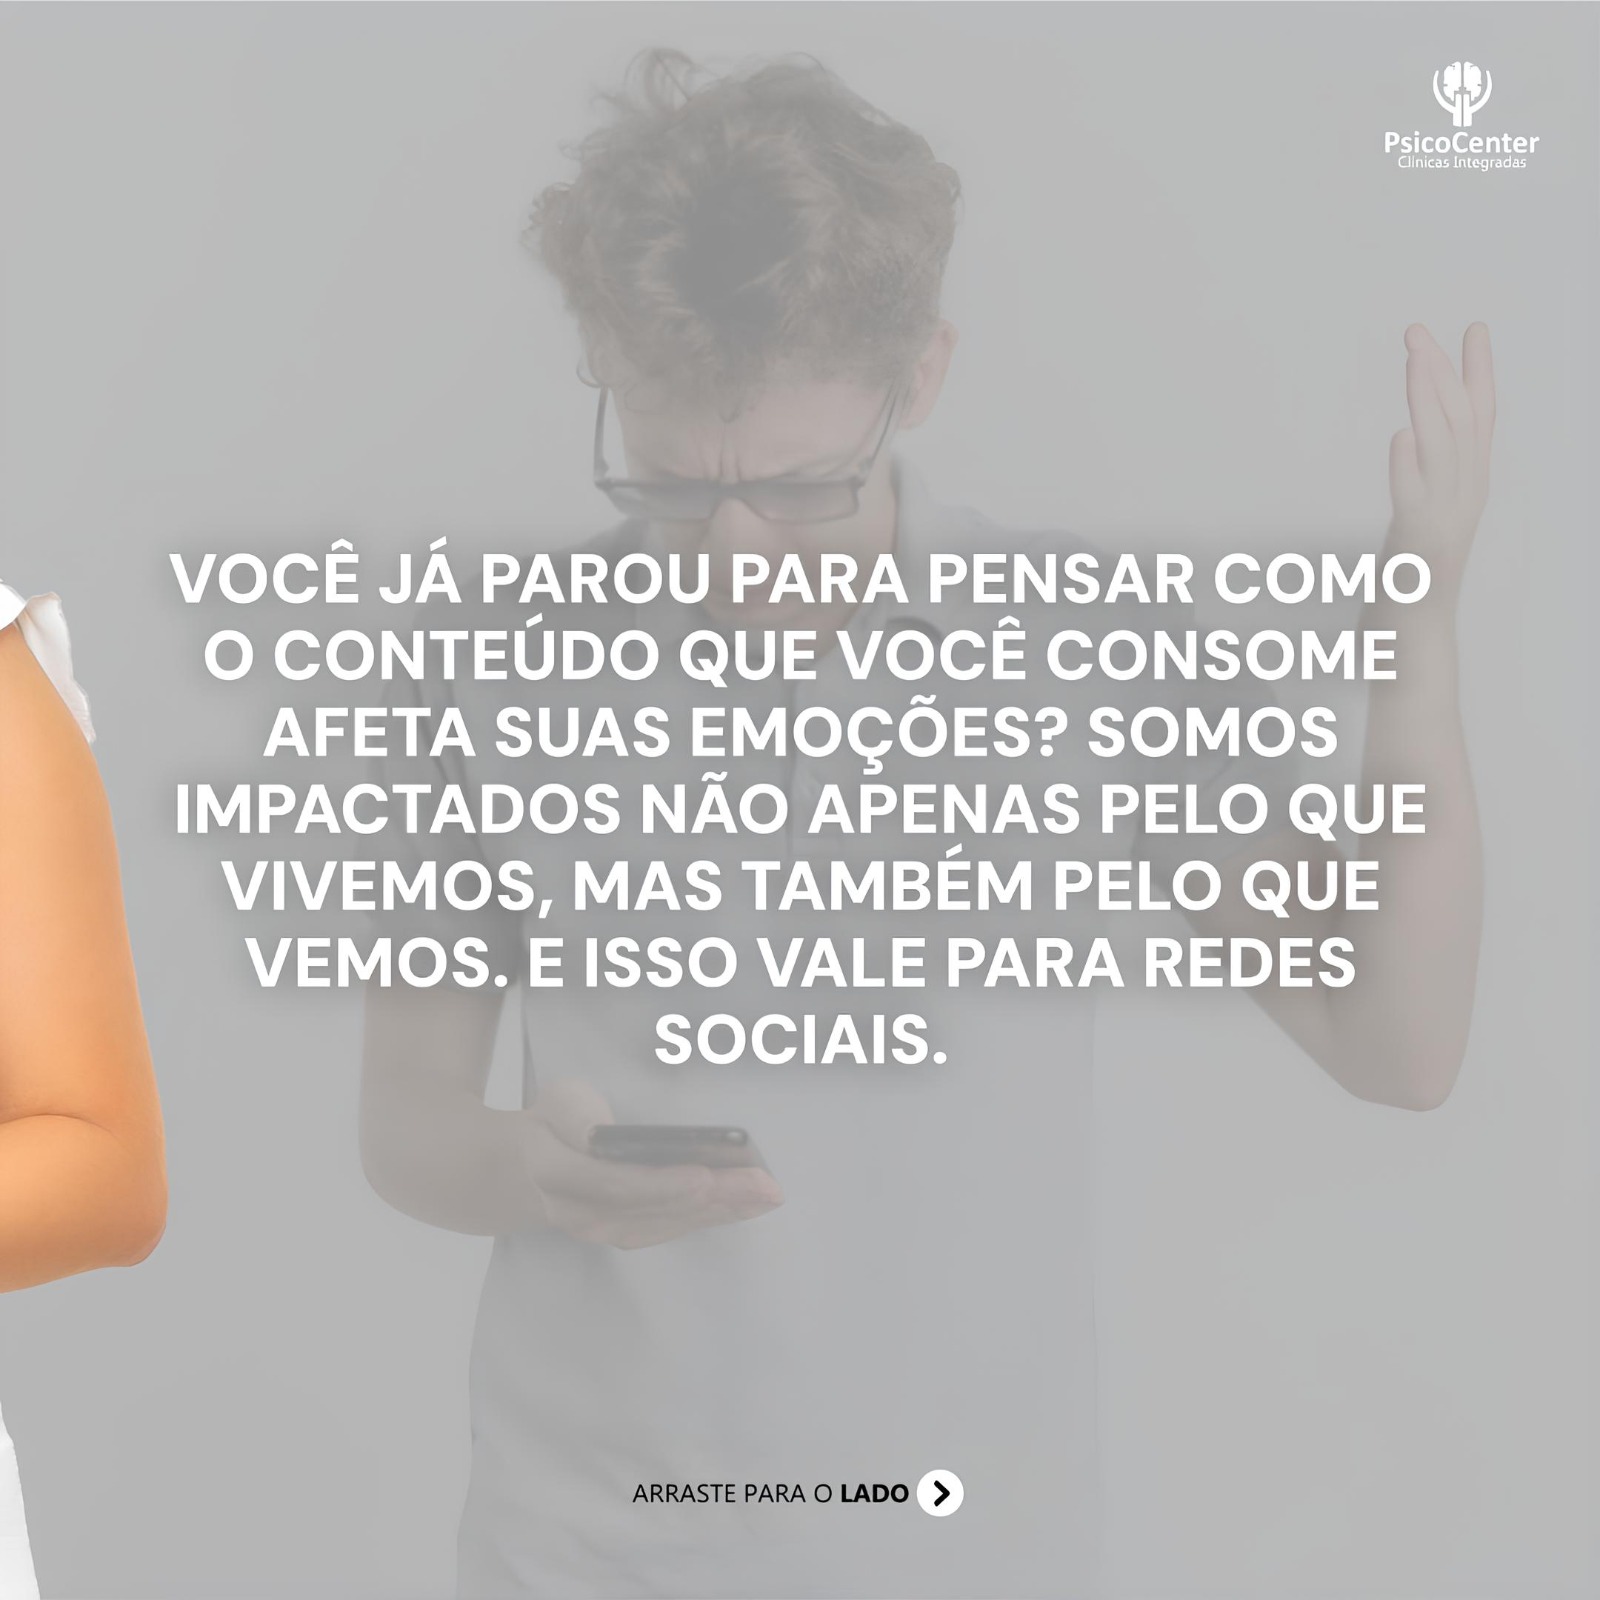 PsicoCenter
Clínicas Integradas
VOCÊ JÁ PAROU PARA PENSAR COMO
O CONTEÚDO QUE VOCÊ CONSOME
AFETA SUAS EMOÇÕES? SOMOS
IMPACTADOS NÃO APENAS PELO QUE
VIVEMOS, MAS TAMBÉM PELO QUE
VEMOS. E ISSO VALE PARA REDES
SOCIAIS.
ARRASTE PARA O LADO